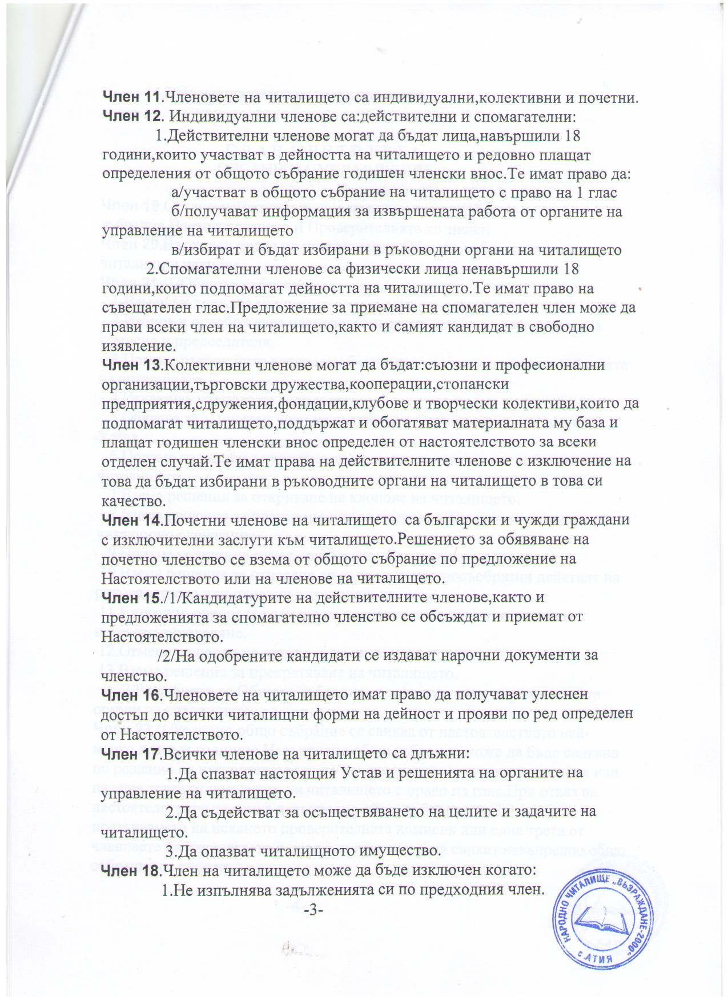 Член 11.Членовете на читалището са индивидуални,колективни и почетни.
Член 12. Индивидуални членове са:действителни и спомагателни:
1.Действителни членове могат да бъдат лица,навършили 18
години,които участват в дейността на читалището и редовно плащат
определения от общото събрание годишен членски внос.Те имат право да:
а/участват в общото събрание на читалището с право на 1 глас
б/получават информация за извършената работа от органите на
управление на читалището
в/избират и бъдат избирани в ръководни органи на читалището
2.Спомагателни членове са физически лица ненавършили 18
години,които подпомагат дейността на читалището.Те имат право на
съвещателен глас.Предложение за приемане на спомагателен член може да
прави всеки член на читалището,както и самият кандидат в свободно
изявление.
Член 13.Колективни членове могат да бъдат:съюзни и професионални
организации,търговски дружества,кооперации,стопански
предприятия,сдружения,фондации,клубове и творчески колективи,които да
подпомагат читалището,поддържат и обогатяват материалната му база и
плащат годишен членски внос определен от настоятелството за всеки
отделен случай.Те имат права на действителните членове с изключение на
това да бъдат избирани в ръководните органи на читалището в това си
качество.
Член 14.Почетни членове на читалището са български и чужди граждани
с изключителни заслуги към читалището.Решението за обявяване на
почетно членство се взема от общото събрание по предложение на
Настоятелството или на членове на читалището.
Член 15./1/Кандидатурите на действителните членове,както и
предложенията за спомагателно членство се обсъждат и приемат от
Настоятелството.
/2/На одобрените кандидати се издават нарочни документи за
членство.
Член 16.Членовете на читалището имат право да получават улеснен
достъп до всички читалищни форми на дейност и прояви по ред определен
от Настоятелството.
Член 17.Всички членове на читалището са длъжни:
1.Да спазват настоящия Устав и решенията на органите на
управление на читалището.
2.Да съдействат за осъществяването на целите и задачите на
читалището.
3.Да опазват читалищното имущество.
Член 18.Член на читалището може да бъде изключен когато:
1.Не изпълнява задълженията си по предходния член.
-3-
НАРОДНО ЧИТАЛИЩЕ „ВЪЗРАЖДАНЕ-2000"
с. АТИЯ